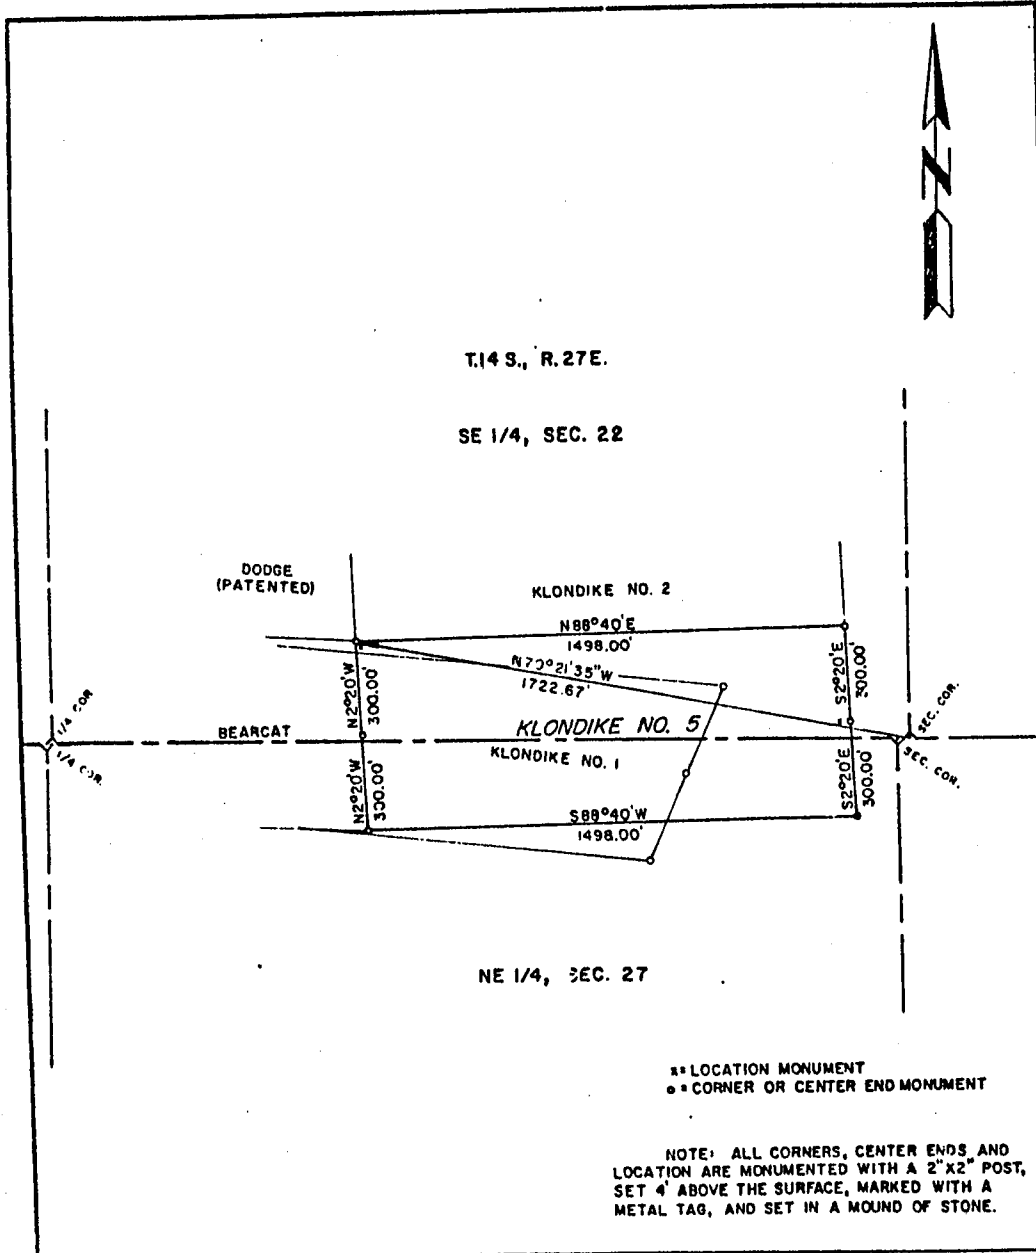 N
T.14 S., R.27E.
SE 1/4, SEC. 22
DODGE
(PATENTED)
KLONDIKE NO. 2
N88°40'E
1498.00'
N79°21'35"W
1722.67'
N2°20'W
300.00'
S2°20'E
300.00'
1/4 COR
1/4 COR.
BEARCAT
KLONDIKE NO. 5
KLONDIKE NO. 1
SEC. COR.
SEC. COR.
N2°20'W
300.00'
S2°20'E
300.00'
S88°40'W
1498.00'
NE 1/4, SEC. 27
x = LOCATION MONUMENT
o = CORNER OR CENTER END MONUMENT
NOTE: ALL CORNERS, CENTER ENDS AND
LOCATION ARE MONUMENTED WITH A 2"X2" POST,
SET 4' ABOVE THE SURFACE, MARKED WITH A
METAL TAG, AND SET IN A MOUND OF STONE.